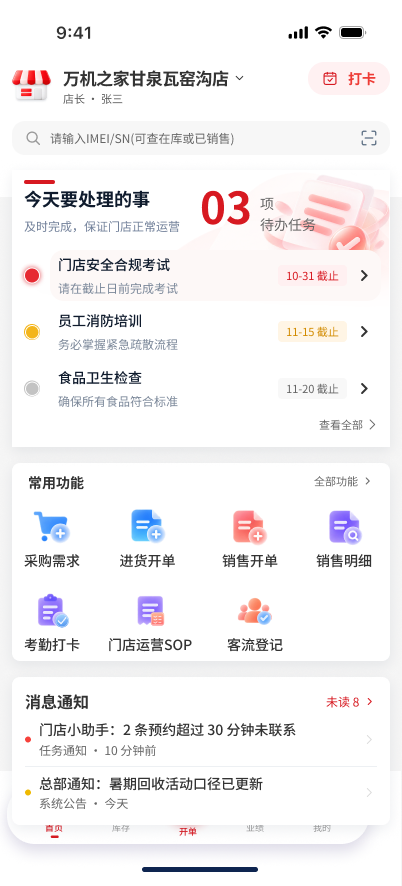 9:41
万机之家甘泉瓦窑沟店
打卡
店长 • 张三
请输入IMEI/SN(可查在库或已销售)
今天要处理的事
03
项
待办任务
及时完成，保证门店正常运营
门店安全合规考试
请在截止日前完成考试
10-31 截止
员工消防培训
务必掌握紧急疏散流程
11-15 截止
食品卫生检查
确保所有食品符合标准
11-20 截止
查看全部
常用功能
全部功能
采购需求
进货开单
销售开单
销售明细
考勤打卡
门店运营SOP
客流登记
消息通知
未读 8
门店小助手：2 条预约超过 30 分钟未联系
任务通知 • 10 分钟前
总部通知：暑期回收活动口径已更新
系统公告 • 今天
首页
库存
开单
业绩
我的